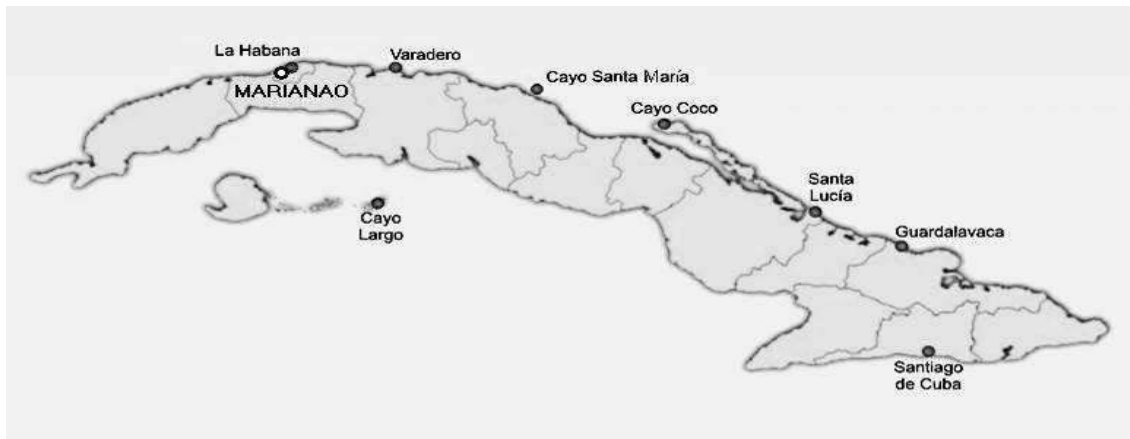 La Habana
Varadero
MARIANAO
Cayo Santa María
Cayo Coco
Santa
Lucía
Cayo
Largo
Guardalavaca
Santiago
de Cuba